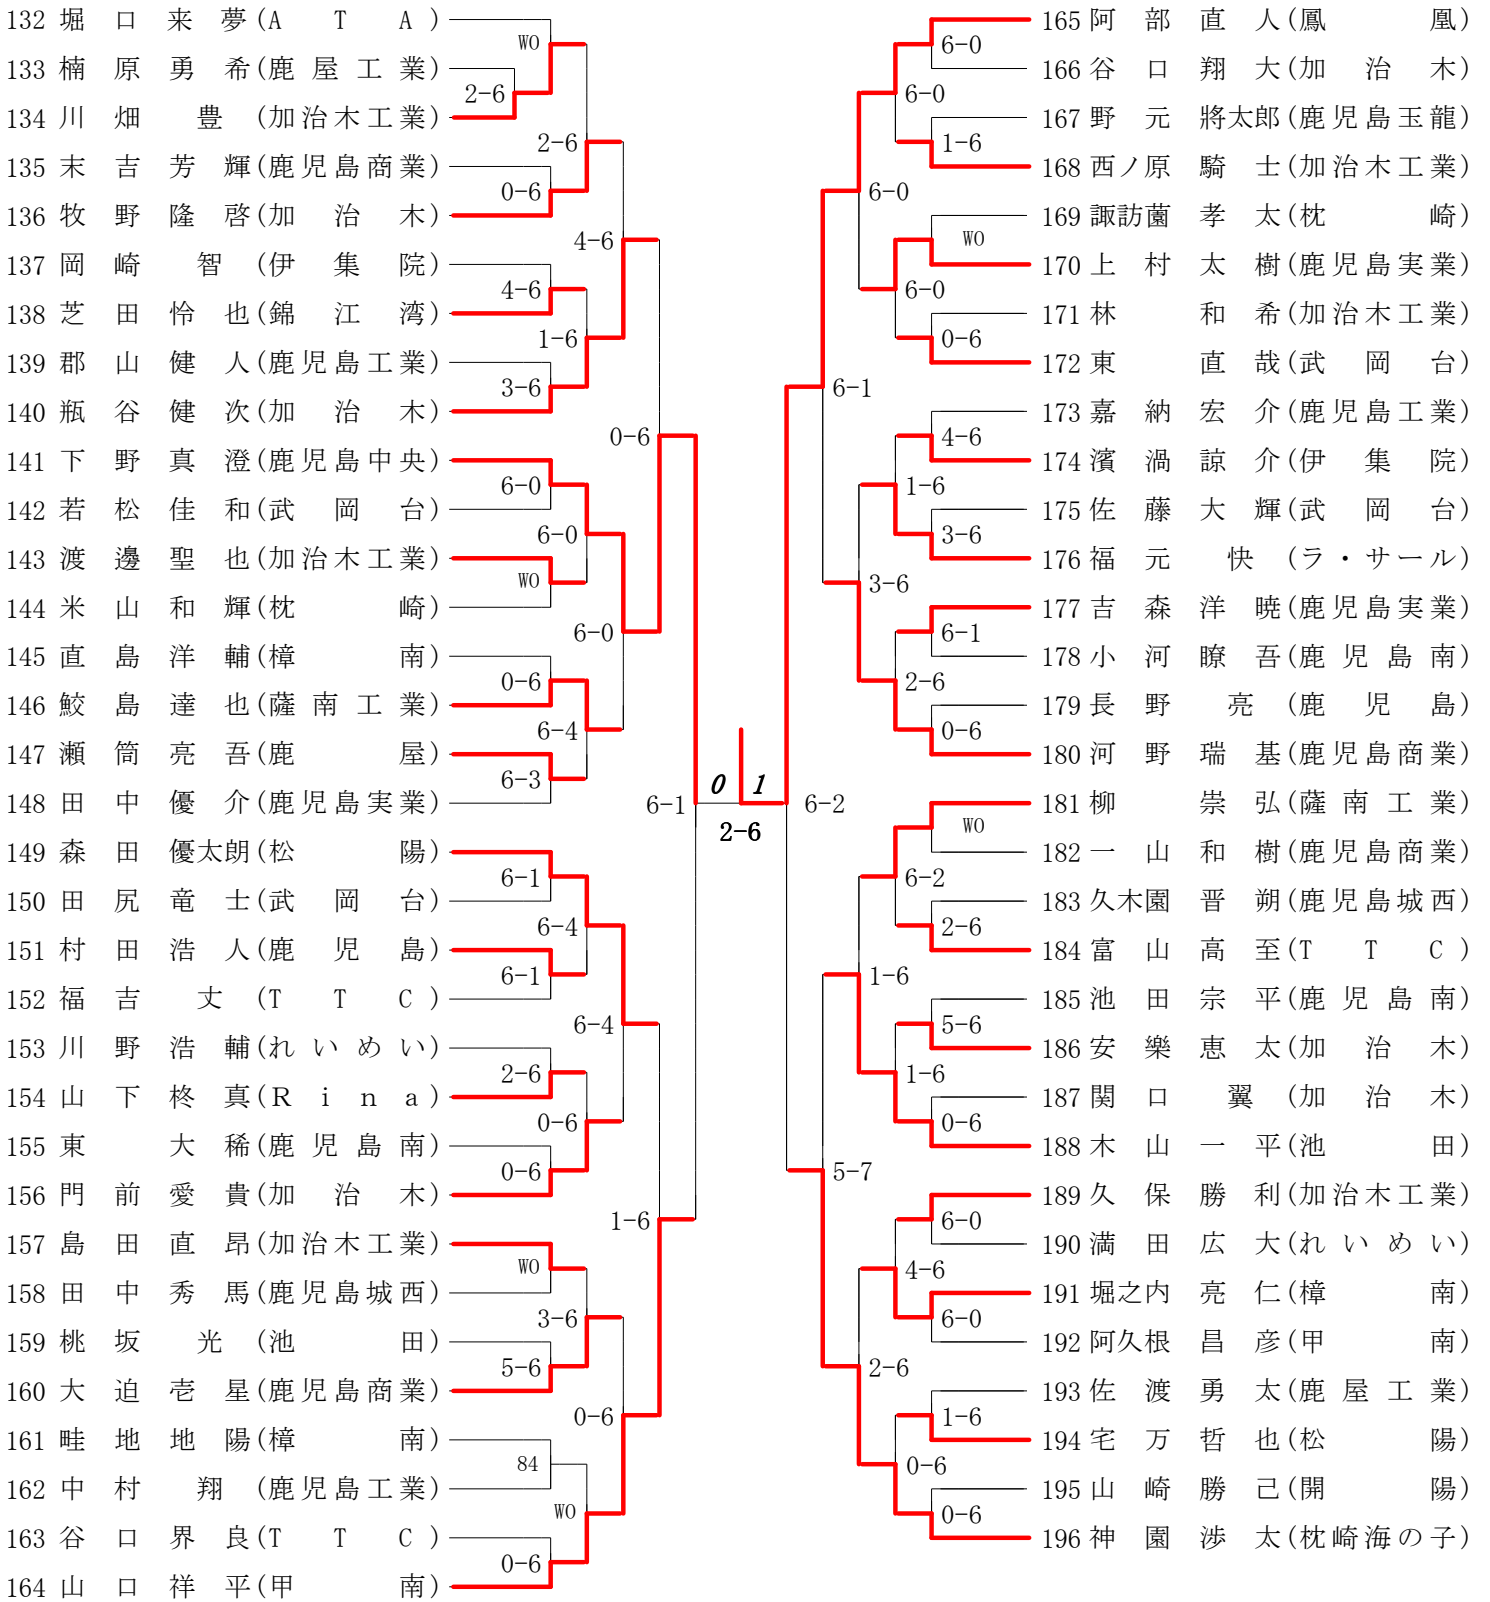 132 堀口来夢(ATA)
WO
133 楠原勇希(鹿屋工業)
2-6
134 川畑 豊(加治木工業)
2-6
135 末吉芳輝(鹿児島商業)
0-6
136 牧野隆啓(加治木)
4-6
137 岡崎 智(伊集院)
4-6
138 芝田怜也(錦江湾)
1-6
139 郡山健人(鹿児島工業)
3-6
140 瓶谷健次(加治木)
0-6
141 下野真澄(鹿児島中央)
6-0
142 若松佳和(武岡台)
6-0
143 渡邊聖也(加治木工業)
WO
144 米山和輝(枕崎)
6-0
145 直島洋輔(樟南)
0-6
146 鮫島達也(薩南工業)
6-4
147 瀬筒亮吾(鹿屋)
6-3
148 田中優介(鹿児島実業)
6-1
149 森田優太朗(松陽)
6-1
150 田尻竜士(武岡台)
6-4
151 村田浩人(鹿児島)
6-1
152 福吉 丈(TTC)
6-4
153 川野浩輔(れいめい)
2-6
154 山下柊真(Rina)
0-6
155 東 大稀(鹿児島南)
0-6
156 門前愛貴(加治木)
1-6
157 島田直昂(加治木工業)
WO
158 田中秀馬(鹿児島城西)
3-6
159 桃坂 光(池田)
5-6
160 大迫壱星(鹿児島商業)
0-6
161 畦地地陽(樟南)
84
162 中村 翔(鹿児島工業)
WO
163 谷口界良(TTC)
0-6
164 山口祥平(甲南)
0 1
2-6
165 阿部直人(鳳凰)
6-0
166 谷口翔大(加治木)
6-0
167 野元將太郎(鹿児島玉龍)
1-6
168 西ノ原騎士(加治木工業)
6-0
169 諏訪薗孝太(枕崎)
WO
170 上村太樹(鹿児島実業)
6-0
171 林 和希(加治木工業)
0-6
172 東 直哉(武岡台)
6-1
173 嘉納宏介(鹿児島工業)
4-6
174 濱渦諒介(伊集院)
1-6
175 佐藤大輝(武岡台)
3-6
176 福元 快(ラ・サール)
3-6
177 吉森洋暁(鹿児島実業)
6-1
178 小河瞭吾(鹿児島南)
2-6
179 長野 亮(鹿児島)
0-6
180 河野瑞基(鹿児島商業)
6-2
181 柳 崇弘(薩南工業)
WO
182 一山和樹(鹿児島商業)
6-2
183 久木園晋朔(鹿児島城西)
2-6
184 富山高至(TTC)
1-6
185 池田宗平(鹿児島南)
5-6
186 安樂恵太(加治木)
1-6
187 関口 翼(加治木)
0-6
188 木山一平(池田)
5-7
189 久保勝利(加治木工業)
6-0
190 満田広大(れいめい)
4-6
191 堀之内亮仁(樟南)
6-0
192 阿久根昌彦(甲南)
2-6
193 佐渡勇太(鹿屋工業)
1-6
194 宅万哲也(松陽)
0-6
195 山崎勝己(開陽)
0-6
196 神園渉太(枕崎海の子)